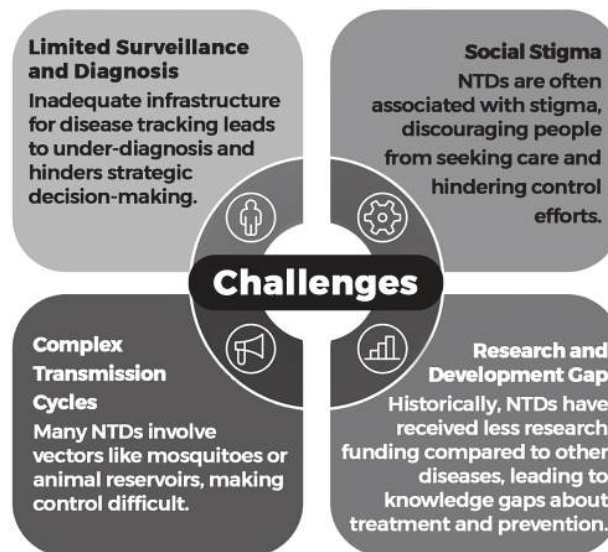 Limited Surveillance
and Diagnosis
Inadequate infrastructure
for disease tracking leads
to under-diagnosis and
hinders strategic
decision-making.
Social Stigma
NTDs are often
associated with stigma,
discouraging people
from seeking care and
hindering control
efforts.
Challenges
Complex
Transmission
Cycles
Many NTDs involve
vectors like mosquitoes or
animal reservoirs, making
control difficult.
Research and
Development Gap
Historically, NTDs have
received less research
funding compared to other
diseases, leading to
knowledge gaps about
treatment and prevention.